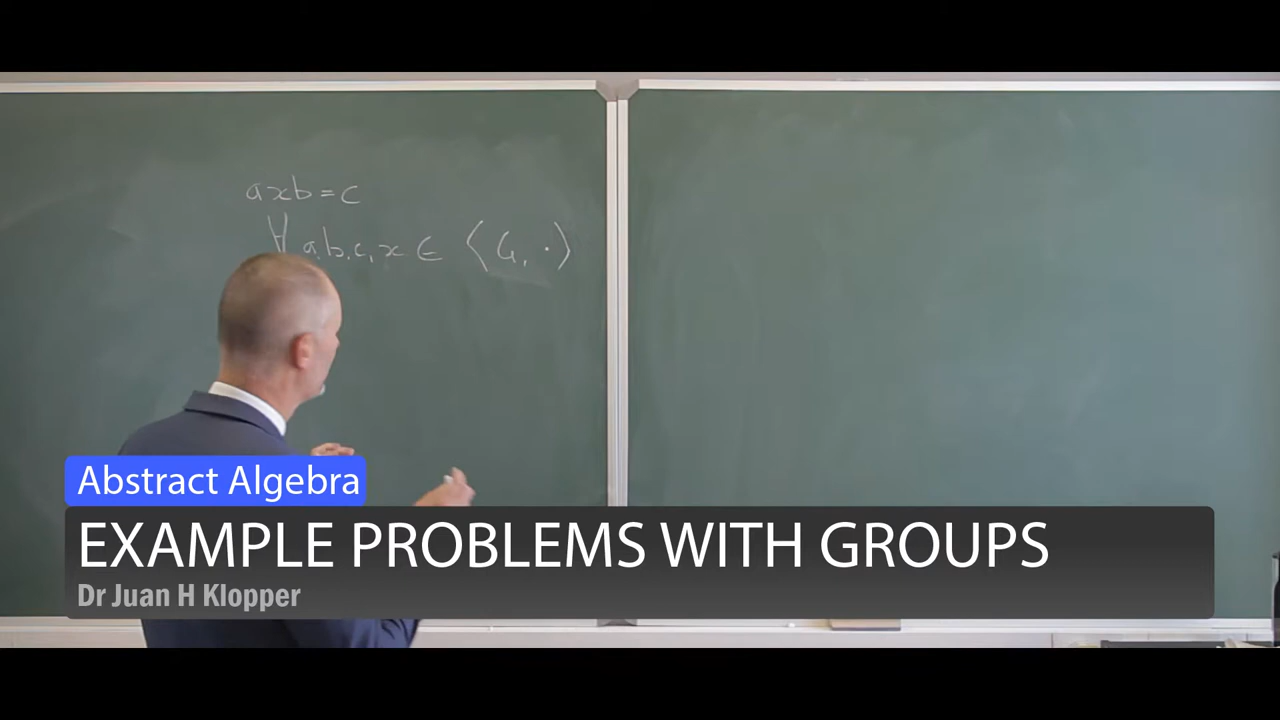 axb = c
∀ a,b,c,x ∈ ⟨G, ·⟩
Abstract Algebra
EXAMPLE PROBLEMS WITH GROUPS
Dr Juan H Klopper